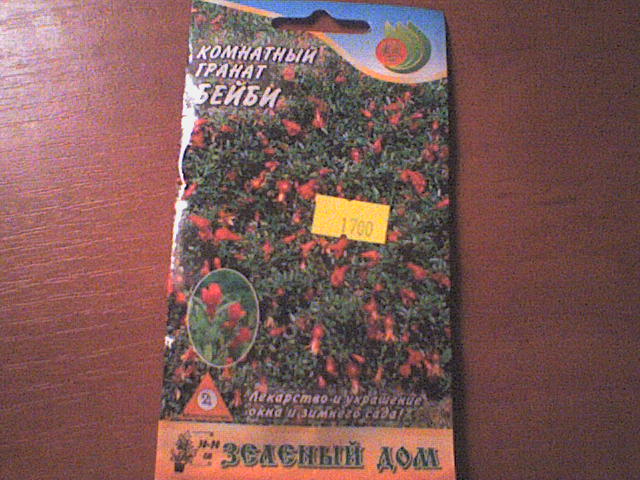 КОМНАТНЫЙ
ГРАНАТ
БЕЙБИ
1700
Лекарство и украшение
окна и зимнего сада!
ЗЕЛЕНЫЙ ДОМ